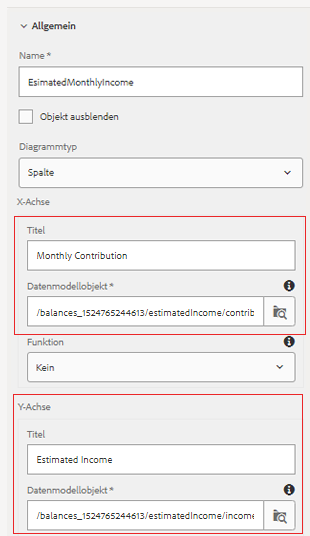 Allgemein
Name *
EsimatedMonthlyIncome
Objekt ausblenden
Diagrammtyp
Spalte
X-Achse
Titel
Monthly Contribution
Datenmodellobjekt *
/balances_1524765244613/estimatedIncome/contrib
Funktion
Kein
Y-Achse
Titel
Estimated Income
Datenmodellobjekt *
/balances_1524765244613/estimatedIncome/income